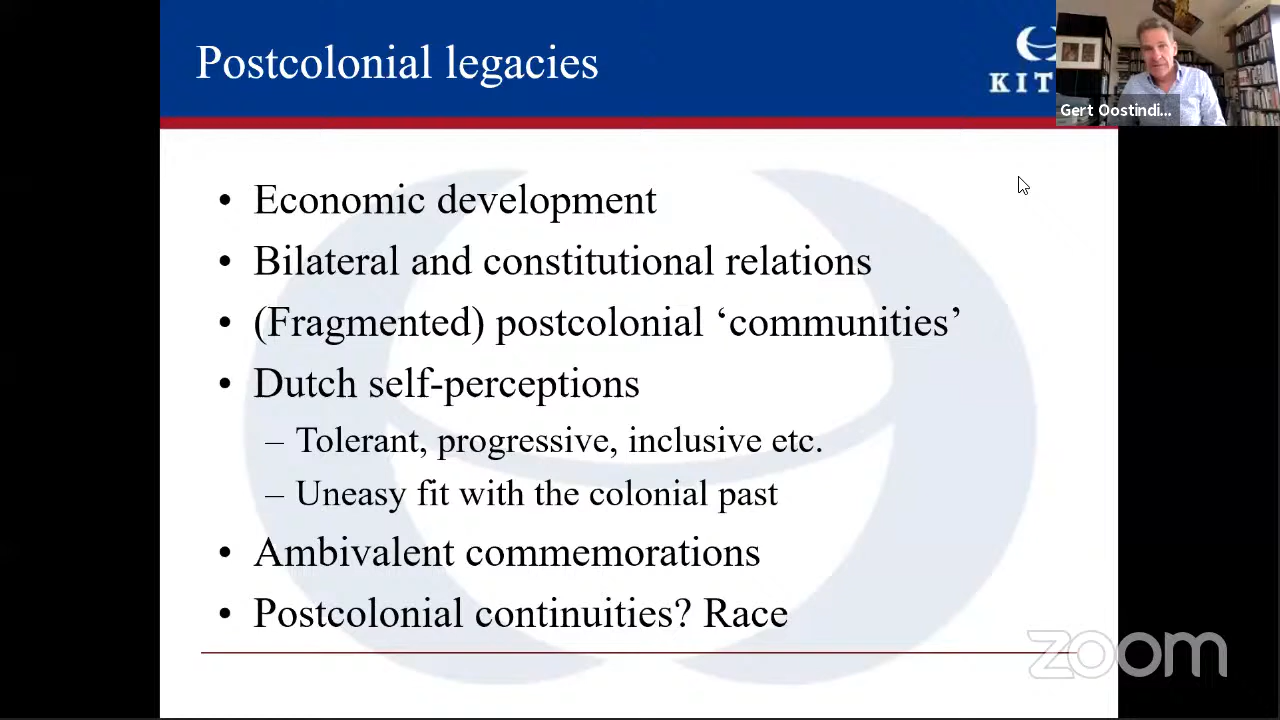 Postcolonial legacies
KIT
Gert Oostindi...
• Economic development
• Bilateral and constitutional relations
• (Fragmented) postcolonial ‘communities’
• Dutch self-perceptions
– Tolerant, progressive, inclusive etc.
– Uneasy fit with the colonial past
• Ambivalent commemorations
• Postcolonial continuities? Race
zoom